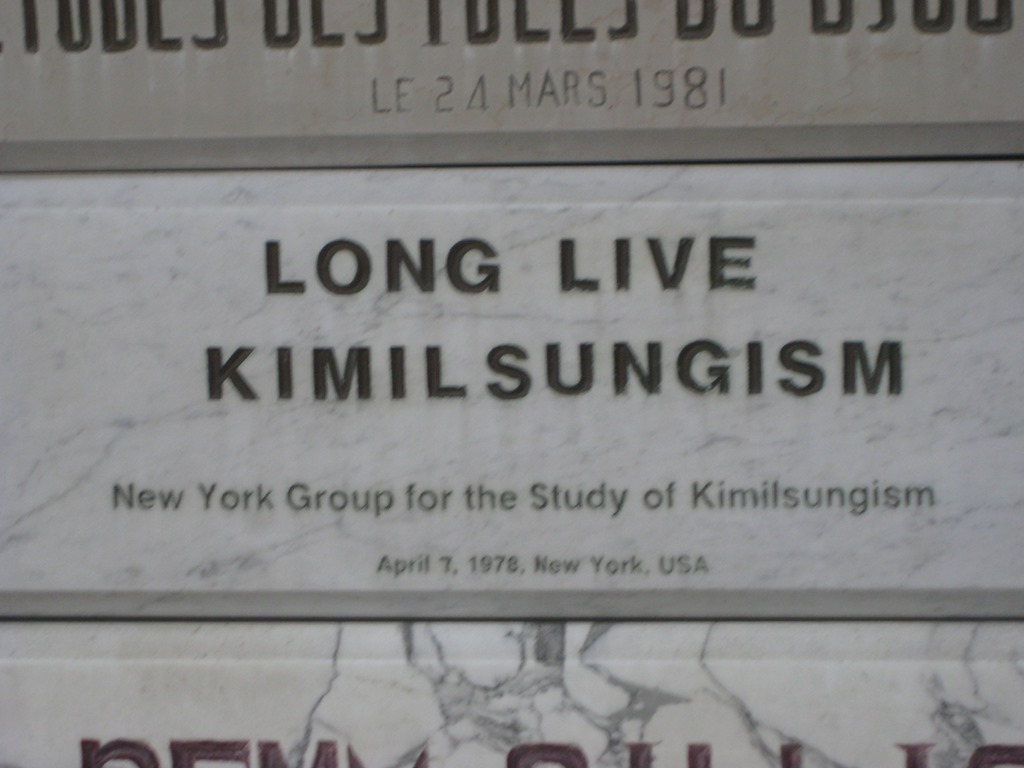 LE 24 MARS 1981
LONG LIVE
KIMILSUNGISM
New York Group for the Study of Kimilsungism
April 7, 1978, New York, USA